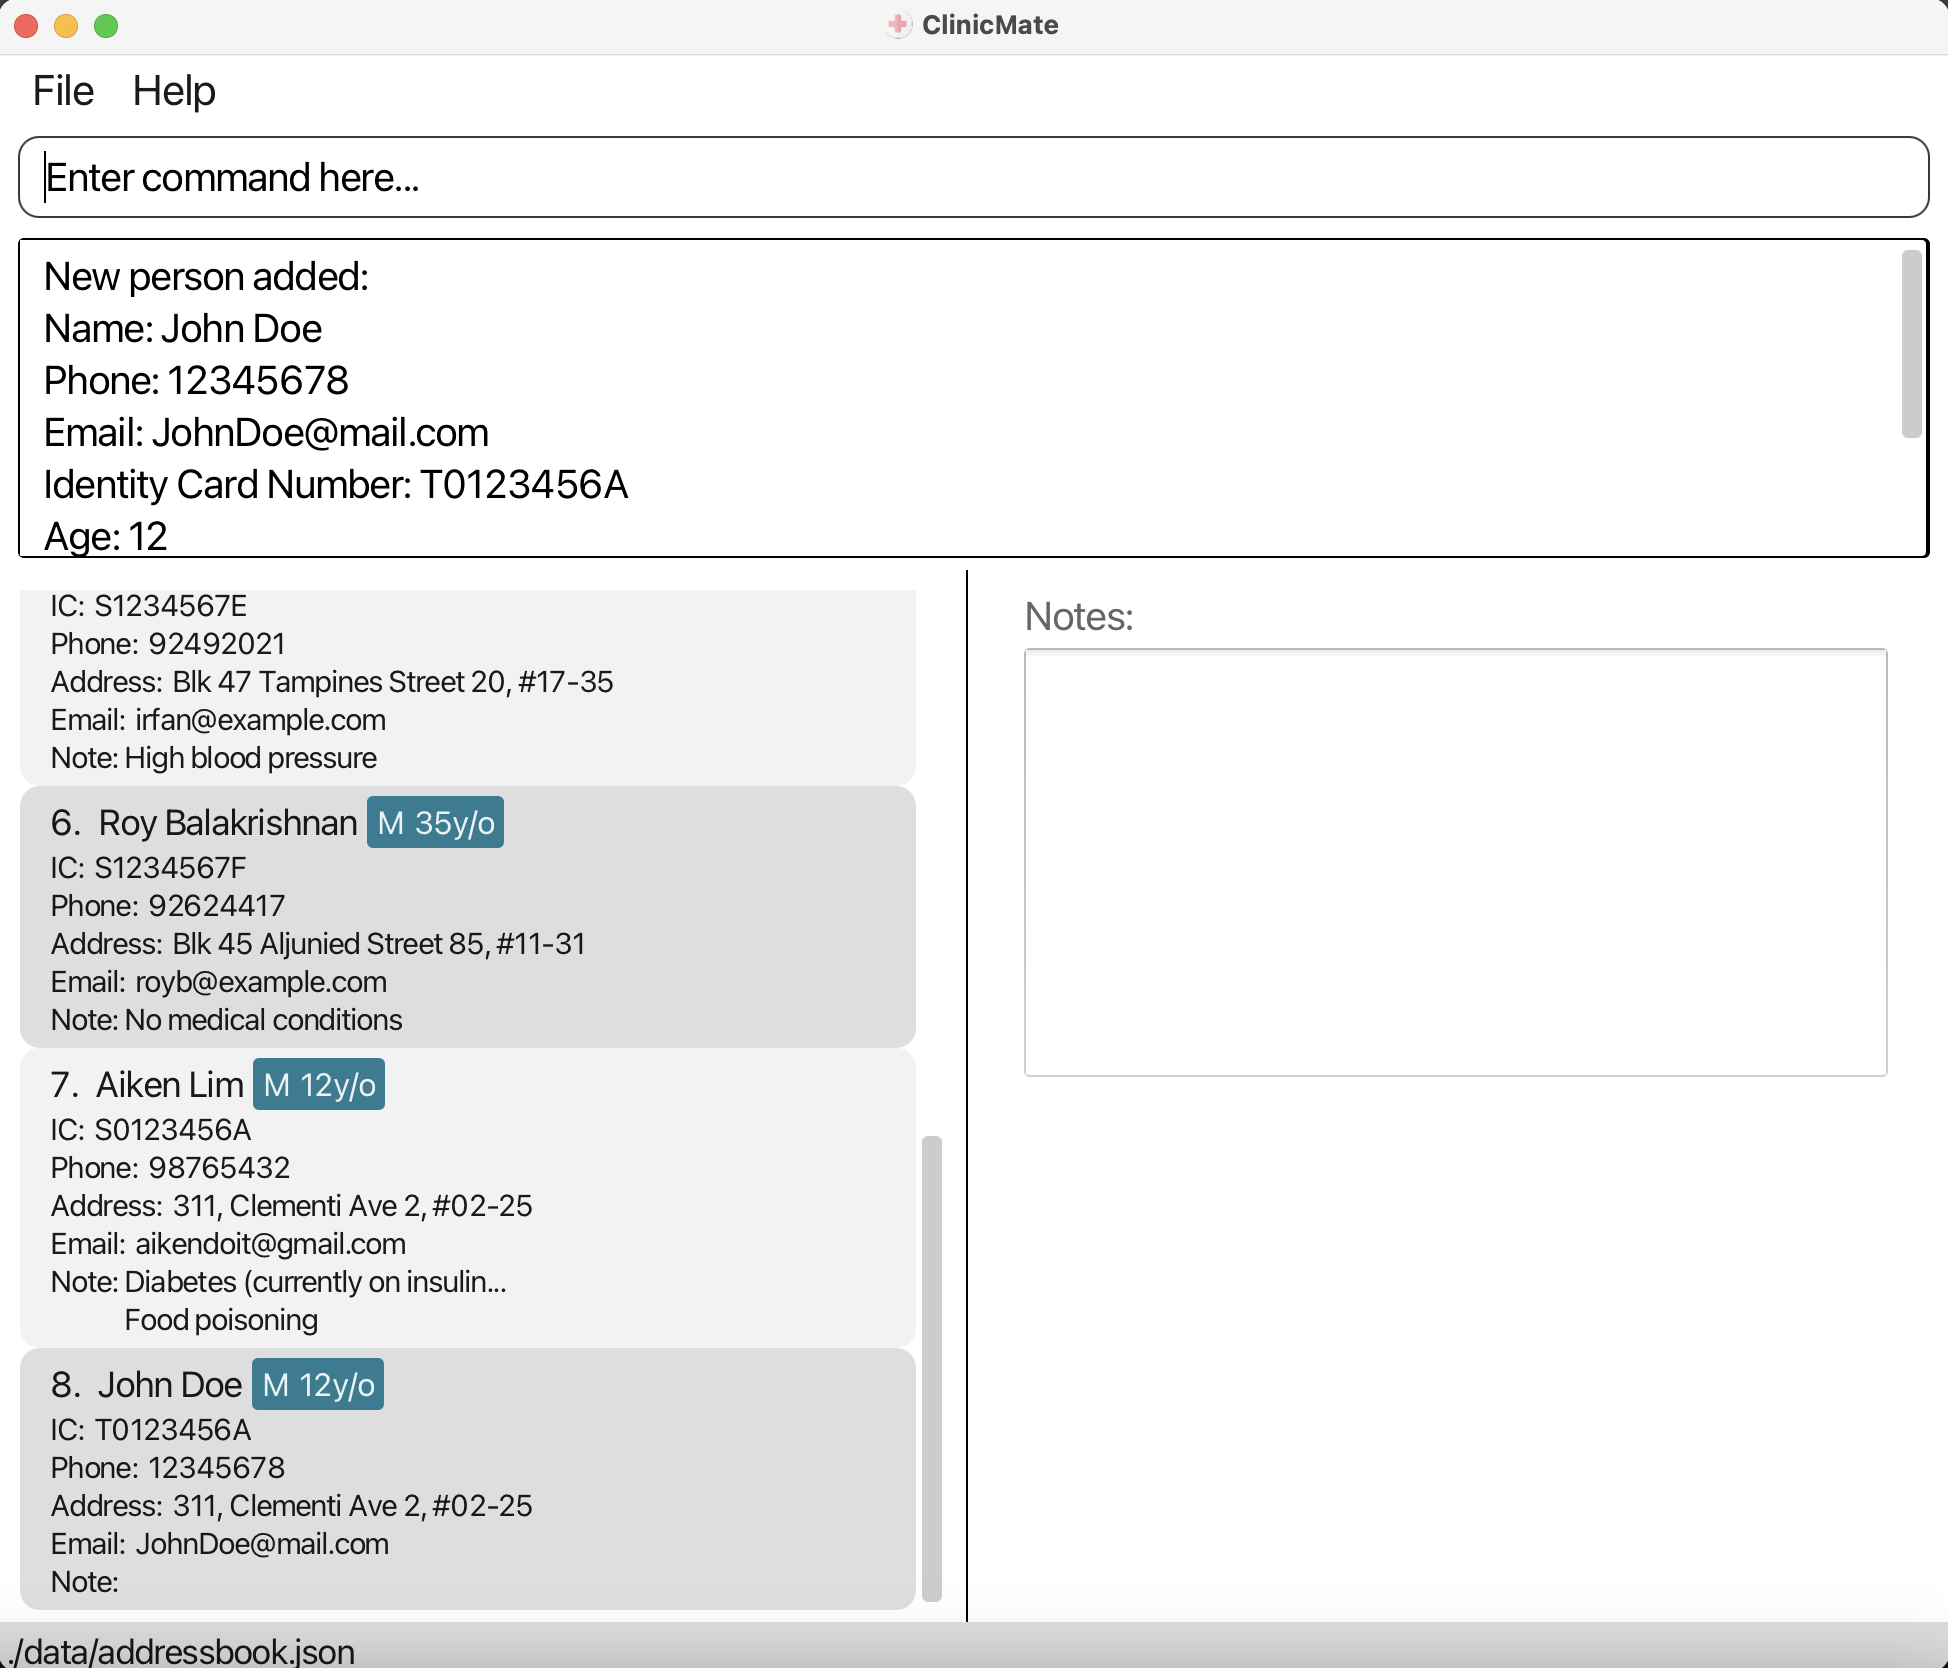 ClinicMate
File Help
Enter command here...
New person added:
Name: John Doe
Phone: 12345678
Email: JohnDoe@mail.com
Identity Card Number: T0123456A
Age: 12
IC: S1234567E
Phone: 92492021
Address: Blk 47 Tampines Street 20, #17-35
Email: irfan@example.com
Note: High blood pressure
6. Roy Balakrishnan M 35y/o
IC: S1234567F
Phone: 92624417
Address: Blk 45 Aljunied Street 85, #11-31
Email: royb@example.com
Note: No medical conditions
7. Aiken Lim M 12y/o
IC: S0123456A
Phone: 98765432
Address: 311, Clementi Ave 2, #02-25
Email: aikendoit@gmail.com
Note: Diabetes (currently on insulin...
Food poisoning
8. John Doe M 12y/o
IC: T0123456A
Phone: 12345678
Address: 311, Clementi Ave 2, #02-25
Email: JohnDoe@mail.com
Note:
Notes:
./data/addressbook.json